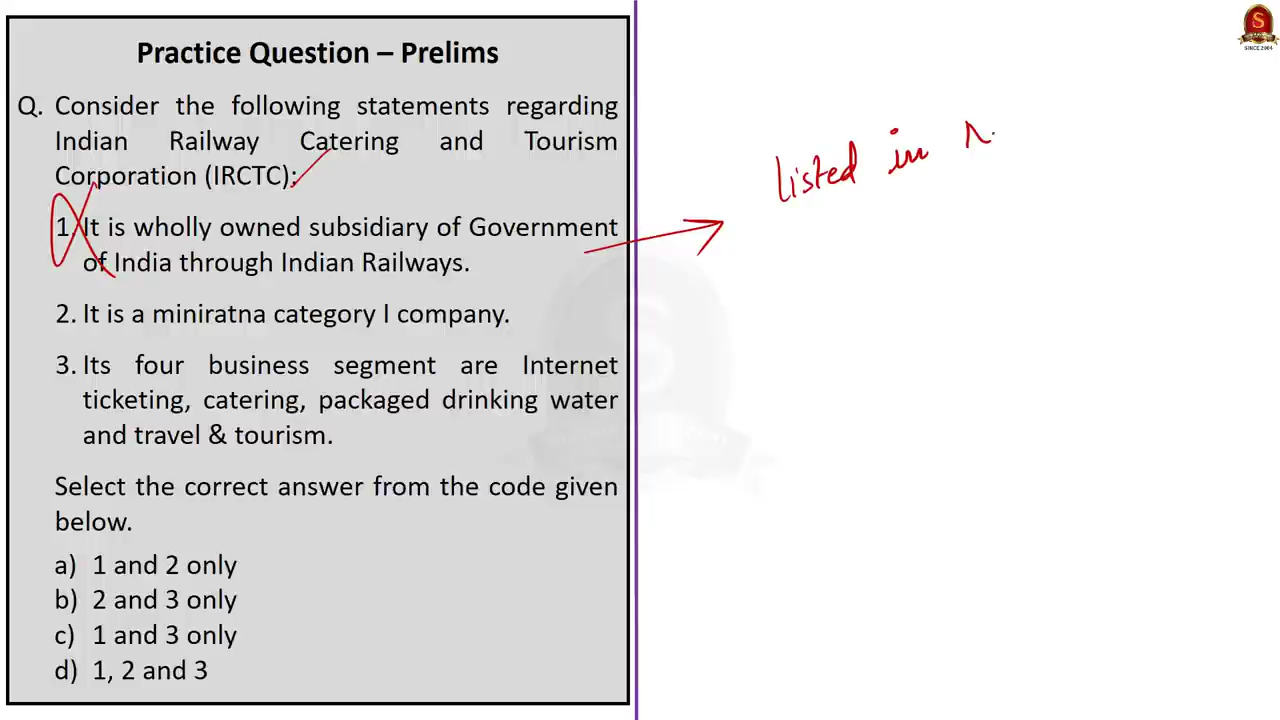 Practice Question – Prelims
Q. Consider the following statements regarding
Indian Railway Catering and Tourism
Corporation (IRCTC);
1. It is wholly owned subsidiary of Government
of India through Indian Railways.
2. It is a miniratna category I company.
3. Its four business segment are Internet
ticketing, catering, packaged drinking water
and travel & tourism.
Select the correct answer from the code given
below.
a) 1 and 2 only
b) 2 and 3 only
c) 1 and 3 only
d) 1, 2 and 3
Listed in
S
SINCE 2004